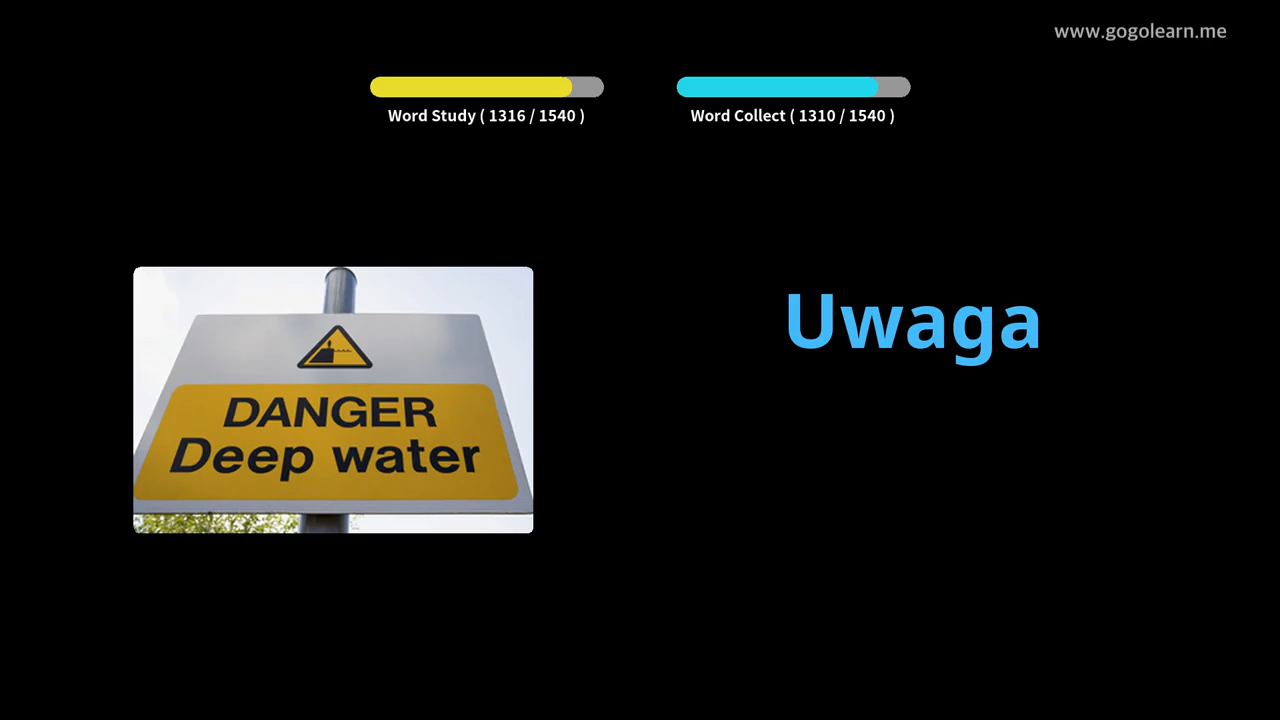 www.gogolearn.me
Word Study ( 1316 / 1540 )
Word Collect ( 1310 / 1540 )
DANGER
Deep water
Uwaga